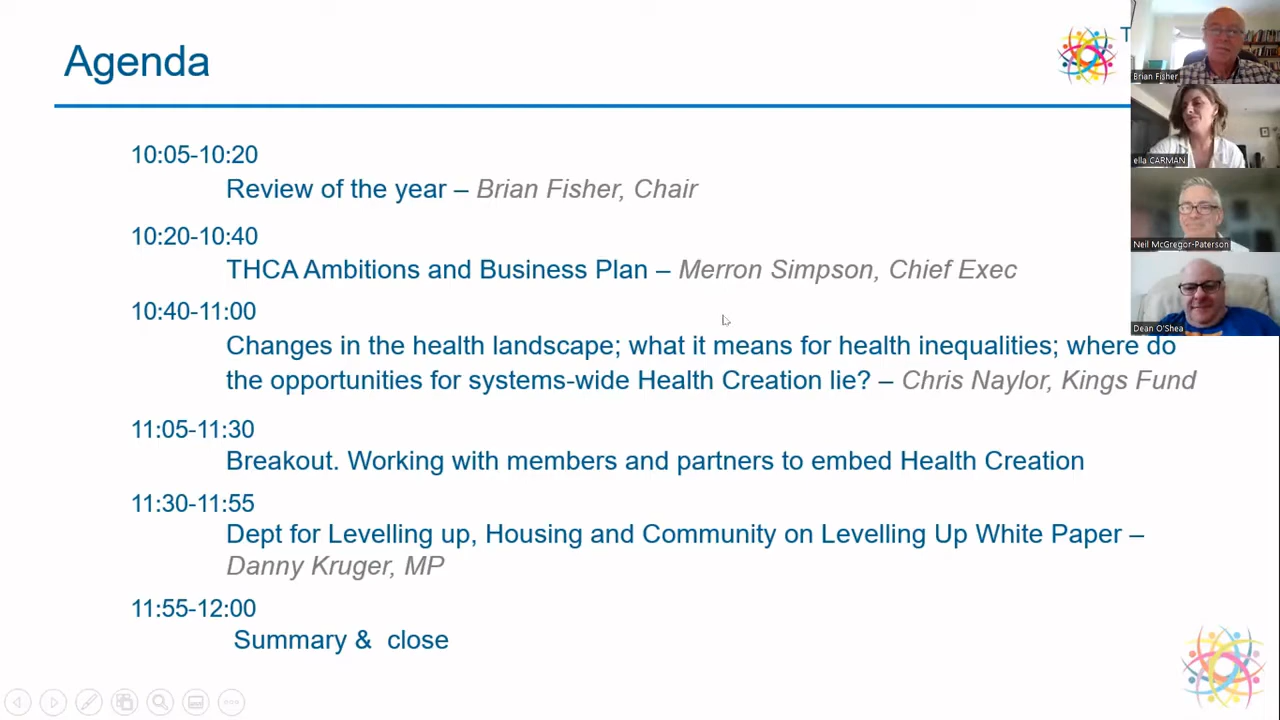 Agenda
T
10:05-10:20
Review of the year – Brian Fisher, Chair
10:20-10:40
THCA Ambitions and Business Plan – Merron Simpson, Chief Exec
10:40-11:00
Changes in the health landscape; what it means for health inequalities; where do
the opportunities for systems-wide Health Creation lie? – Chris Naylor, Kings Fund
11:05-11:30
Breakout. Working with members and partners to embed Health Creation
11:30-11:55
Dept for Levelling up, Housing and Community on Levelling Up White Paper –
Danny Kruger, MP
11:55-12:00
Summary & close
Brian Fisher
ella CARMAN
Neil McGregor-Paterson
Dean O'Shea